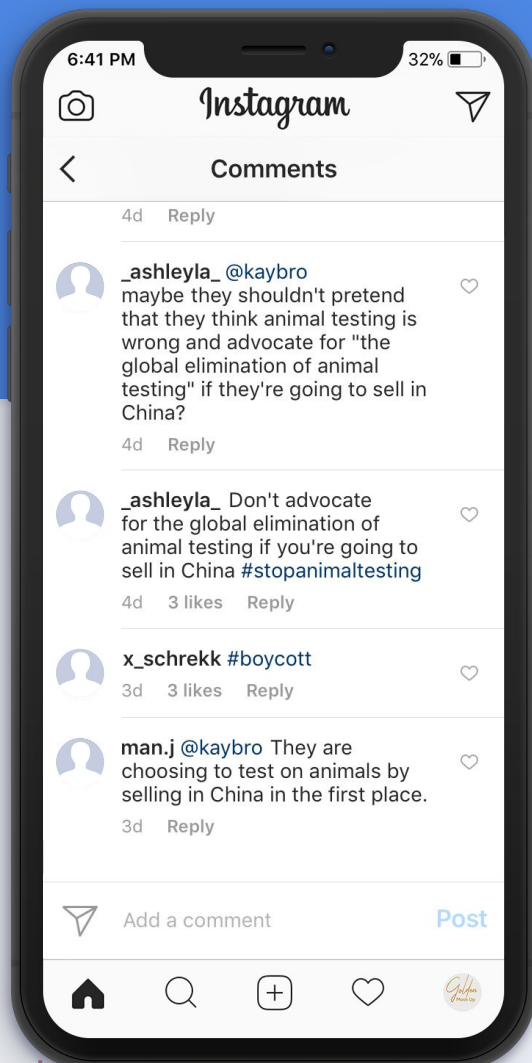 6:41 PM 32%
Instagram
Comments
4d Reply
_ashleyla_ @kaybro
maybe they shouldn't pretend
that they think animal testing is
wrong and advocate for "the
global elimination of animal
testing" if they're going to sell in
China?
4d Reply
_ashleyla_ Don't advocate
for the global elimination of
animal testing if you're going to
sell in China #stopanimaltesting
4d 3 likes Reply
x_schrekk #boycott
3d 3 likes Reply
man.j @kaybro They are
choosing to test on animals by
selling in China in the first place.
3d Reply
Add a comment Post
Golden
Mock Up